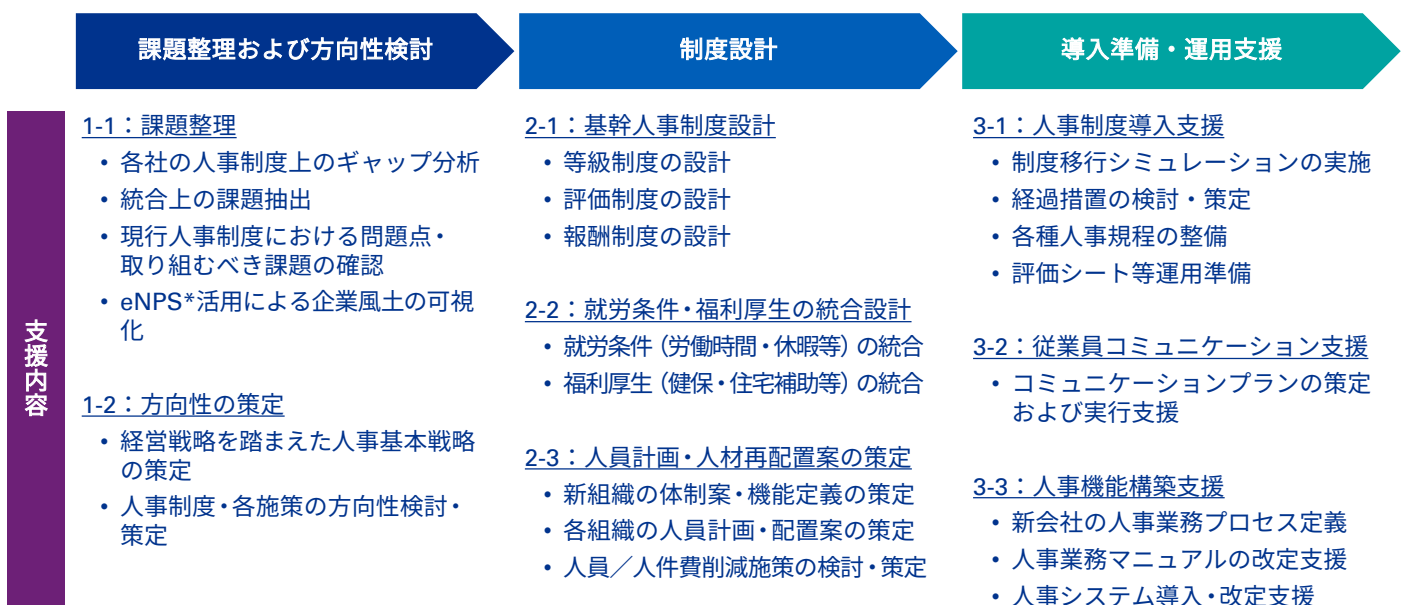 課題整理および方向性検討
制度設計
導入準備・運用支援
支援内容
1-1：課題整理
• 各社の人事制度上のギャップ分析
• 統合上の課題抽出
• 現行人事制度における問題点・
取り組むべき課題の確認
• eNPS*活用による企業風土の可視
化
1-2：方向性の策定
• 経営戦略を踏まえた人事基本戦略
の策定
• 人事制度・各施策の方向性検討・
策定
2-1：基幹人事制度設計
• 等級制度の設計
• 評価制度の設計
• 報酬制度の設計
2-2：就労条件・福利厚生の統合設計
• 就労条件（労働時間・休暇等）の統合
• 福利厚生（健保・住宅補助等）の統合
2-3：人員計画・人材再配置案の策定
• 新組織の体制案・機能定義の策定
• 各組織の人員計画・配置案の策定
• 人員／人件費削減施策の検討・策定
3-1：人事制度導入支援
• 制度移行シミュレーションの実施
• 経過措置の検討・策定
• 各種人事規程の整備
• 評価シート等運用準備
3-2：従業員コミュニケーション支援
• コミュニケーションプランの策定
および実行支援
3-3：人事機能構築支援
• 新会社の人事業務プロセス定義
• 人事業務マニュアルの改定支援
• 人事システム導入・改定支援